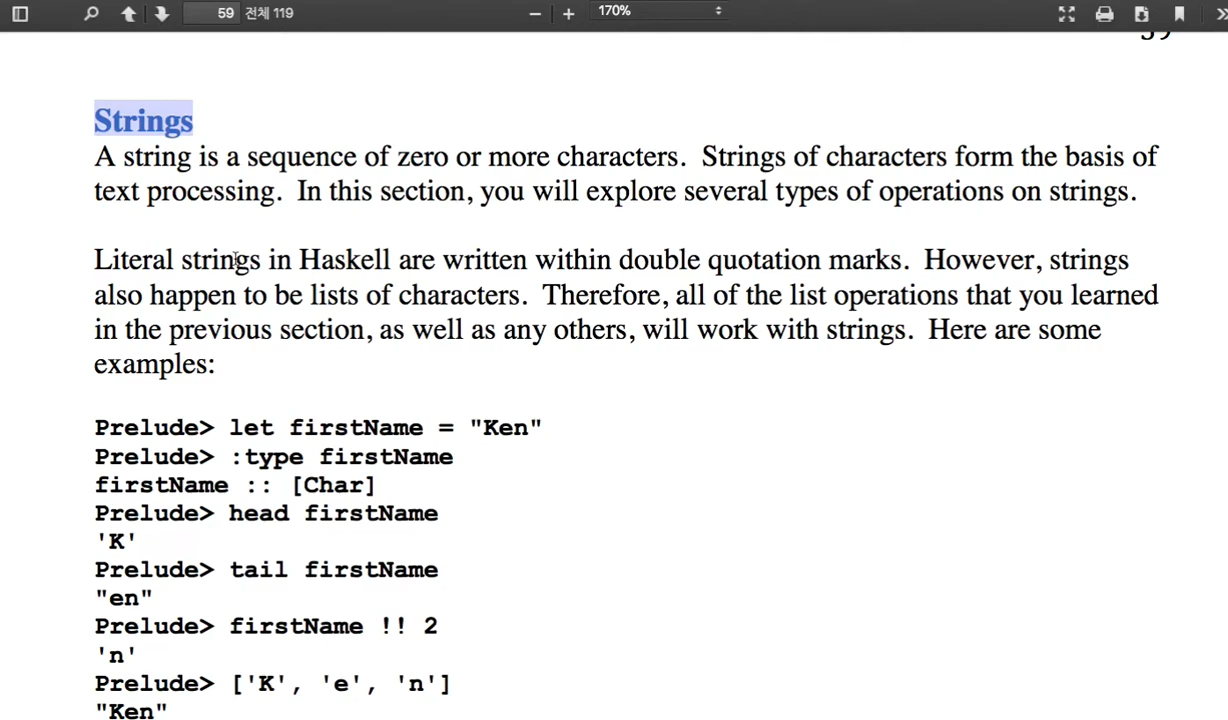 59 전체 119
170%
Strings
A string is a sequence of zero or more characters.  Strings of characters form the basis of
text processing.  In this section, you will explore several types of operations on strings.
Literal strings in Haskell are written within double quotation marks.  However, strings
also happen to be lists of characters.  Therefore, all of the list operations that you learned
in the previous section, as well as any others, will work with strings.  Here are some
examples:
Prelude> let firstName = "Ken"
Prelude> :type firstName
firstName :: [Char]
Prelude> head firstName
'K'
Prelude> tail firstName
"en"
Prelude> firstName !! 2
'n'
Prelude> ['K', 'e', 'n']
"Ken"